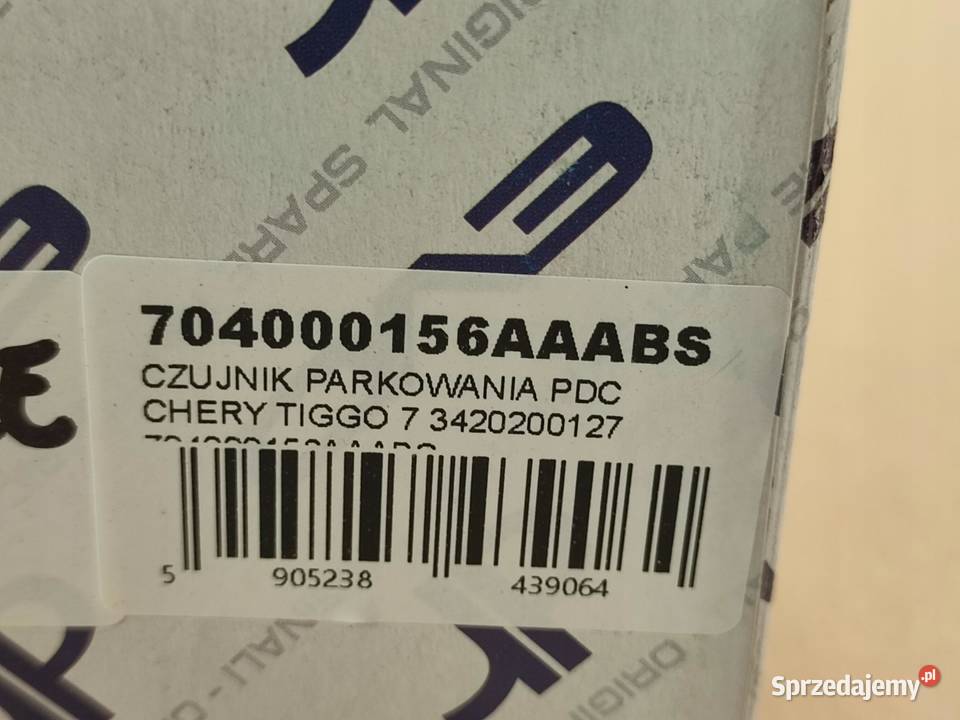 ORIGINAL SPARE
704000156AAABS
CZUJNIK PARKOWANIA PDC
CHERY TIGGO 7 3420200127
5 905238 439064
Sprzedajemy.pl